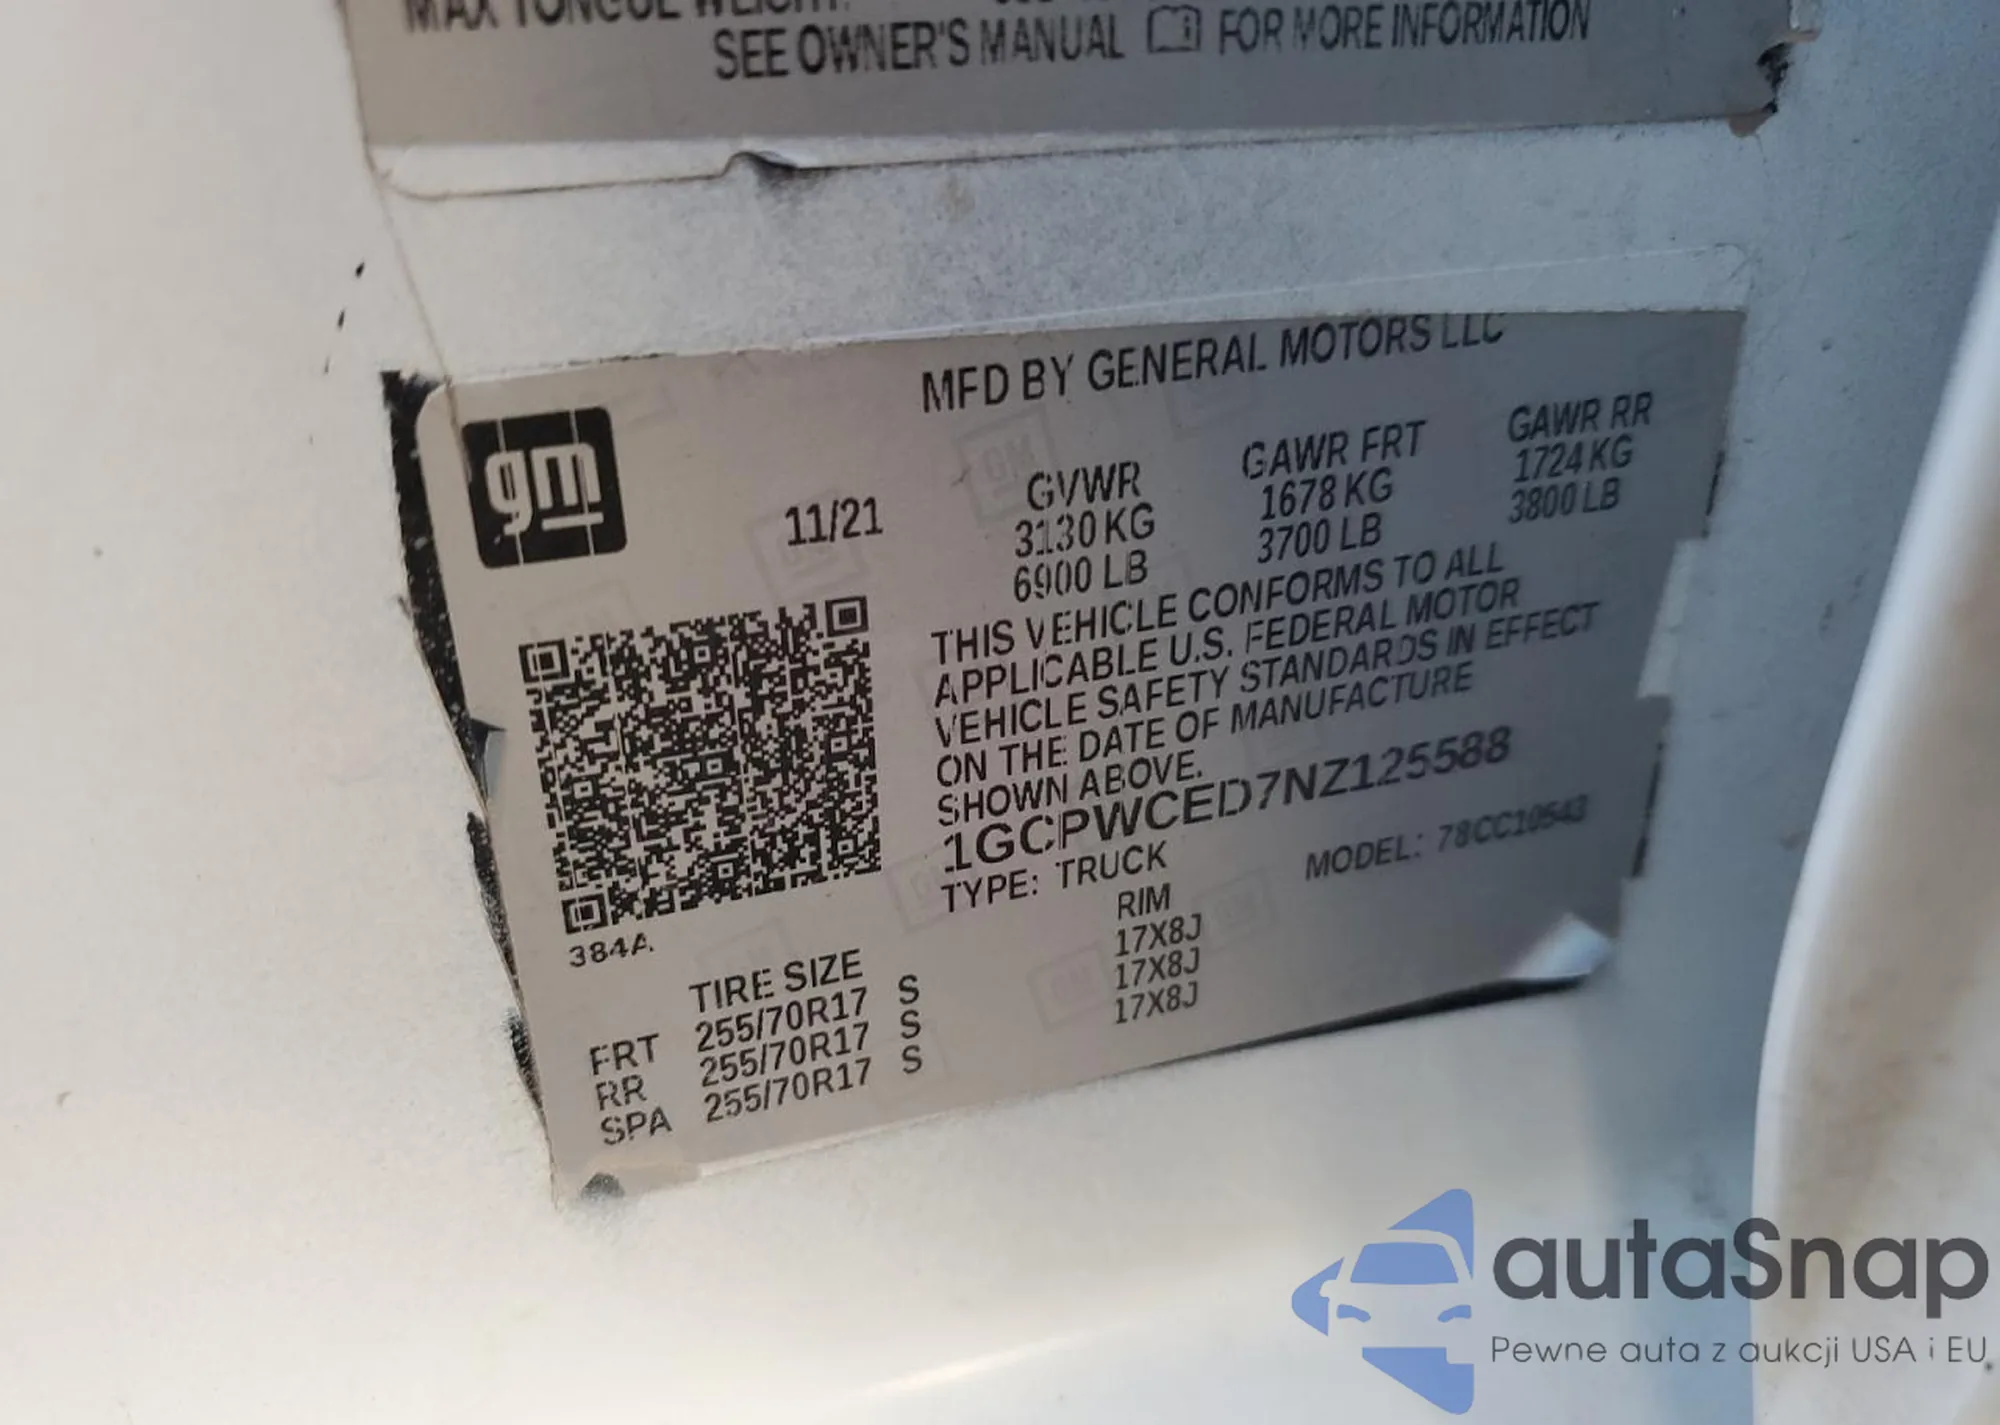 MAX TONGUE WEIGHT:
SEE OWNER'S MANUAL FOR MORE INFORMATION
MFD BY GENERAL MOTORS LLC
gm
11/21
GVWR GAWR FRT GAWR RR
3130 KG 1678 KG 1724 KG
6900 LB 3700 LB 3800 LB
THIS VEHICLE CONFORMS TO ALL
APPLICABLE U.S. FEDERAL MOTOR
VEHICLE SAFETY STANDARDS IN EFFECT
ON THE DATE OF MANUFACTURE
SHOWN ABOVE.
1GCPWCED7NZ125588
TYPE: TRUCK MODEL: 78CC10543
384A
TIRE SIZE RIM
FRT 255/70R17 S 17X8J
RR 255/70R17 S 17X8J
SPA 255/70R17 S 17X8J
autaSnap
Pewne auta z aukcji USA i EU